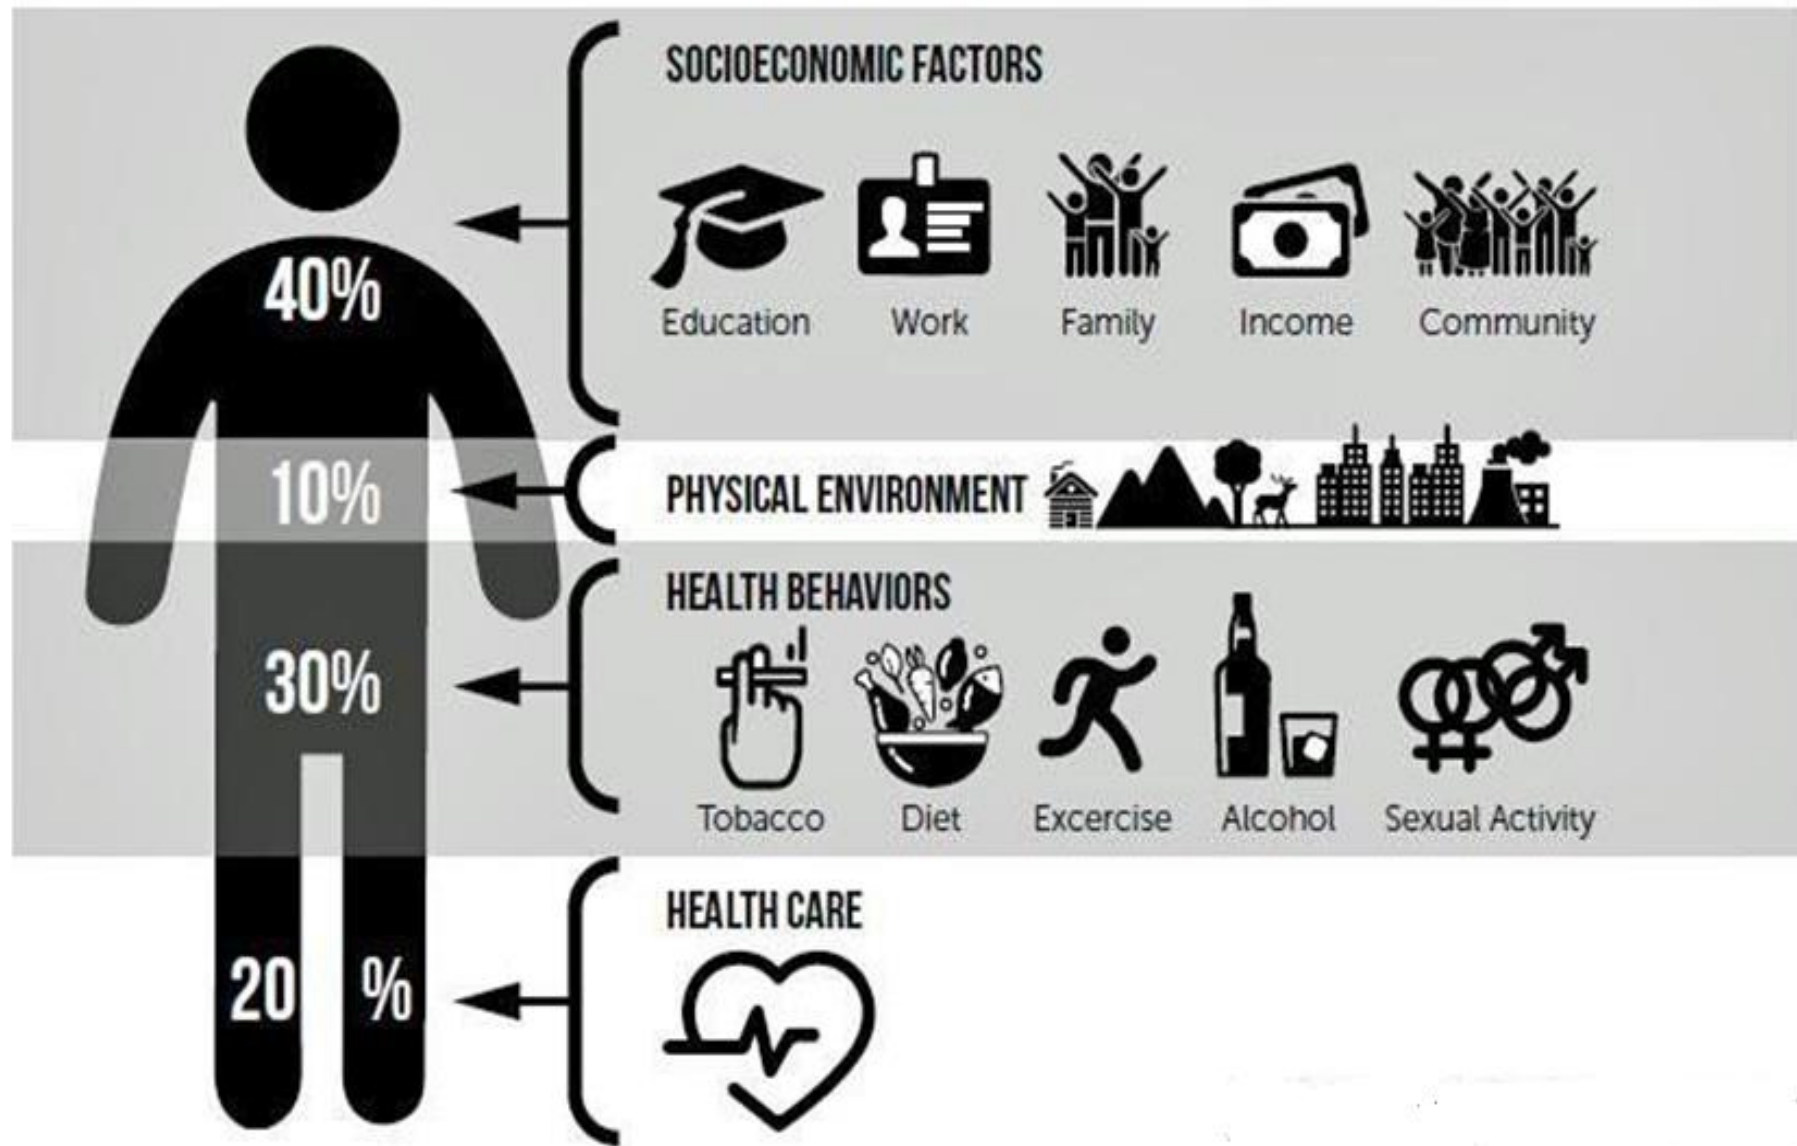 SOCIOECONOMIC FACTORS
40%
Education Work Family Income Community
10%
PHYSICAL ENVIRONMENT
HEALTH BEHAVIORS
30%
Tobacco Diet Excercise Alcohol Sexual Activity
HEALTH CARE
20 %